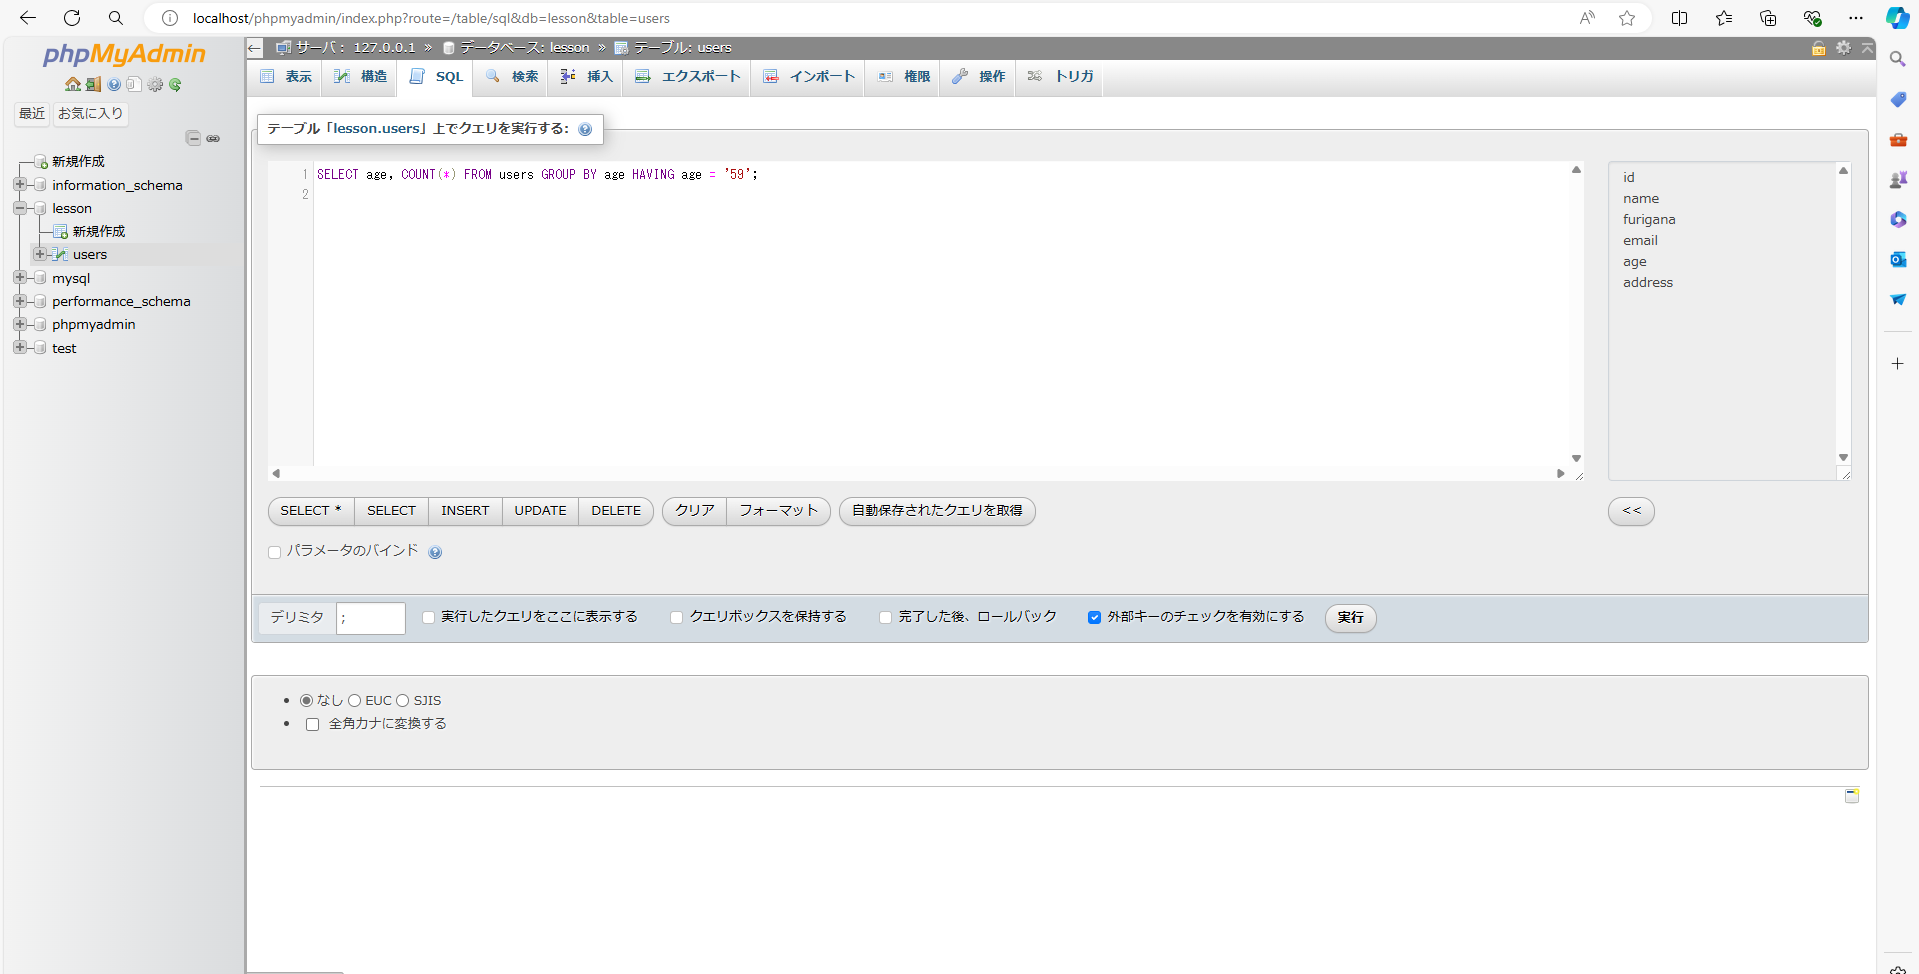 localhost/phpmyadmin/index.php?route=/table/sql&db=lesson&table=users
phpMyAdmin
最近 お気に入り
新規作成
information_schema
lesson
新規作成
users
mysql
performance_schema
phpmyadmin
test
サーバ: 127.0.0.1 » データベース: lesson » テーブル: users
表示 構造 SQL 検索 挿入 エクスポート インポート 権限 操作 トリガ
テーブル「lesson.users」上でクエリを実行する:
1 SELECT age, COUNT(*) FROM users GROUP BY age HAVING age = '59';
2
id
name
furigana
email
age
address
SELECT * SELECT INSERT UPDATE DELETE クリア フォーマット 自動保存されたクエリを取得 <<
パラメータのバインド
デリミタ ; 実行したクエリをここに表示する クエリボックスを保持する 完了した後、ロールバック 外部キーのチェックを有効にする 実行
なし EUC SJIS
全角カナに変換する